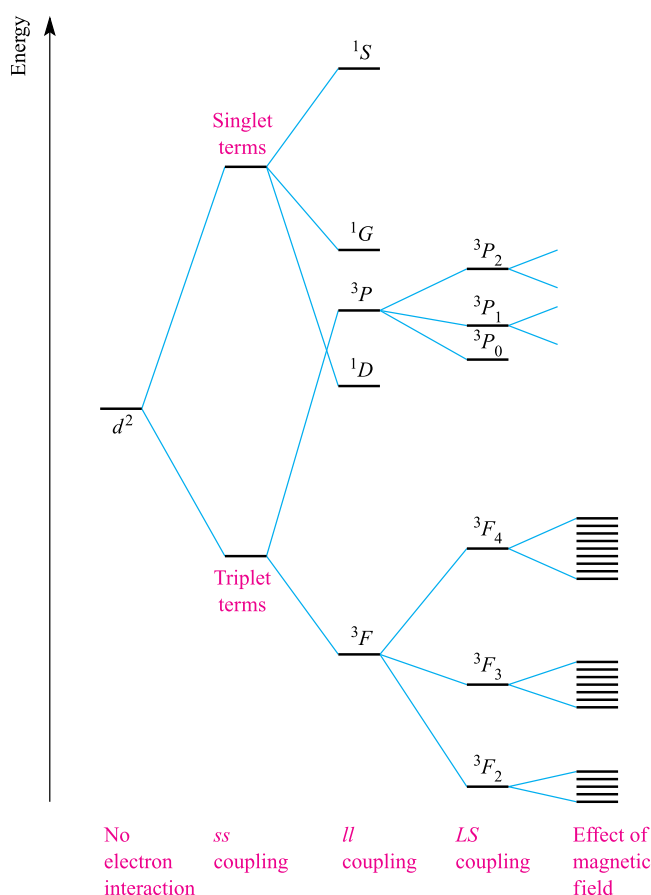 Energy
¹S
Singlet
terms
¹G
³P₂
³P
³P₁
³P₀
¹D
d²
³F₄
Triplet
terms
³F
³F₃
³F₂
No
electron
interaction
ss
coupling
ll
coupling
LS
coupling
Effect of
magnetic
field